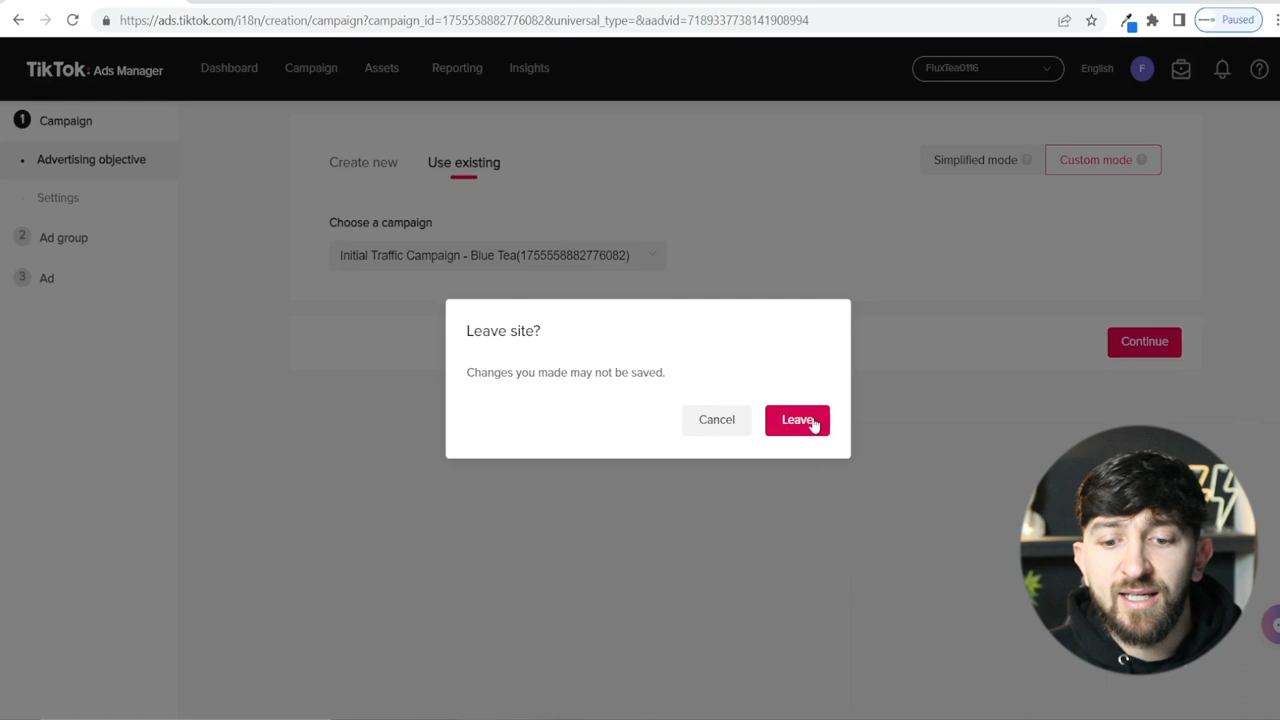 https://ads.tiktok.com/i18n/creation/campaign?campaign_id=1755558882776082&universal_type=&aadvid=7189337738141908994
Paused
TikTok: Ads Manager
Dashboard
Campaign
Assets
Reporting
Insights
FluxTea0116
English
F
?
1
Campaign
Advertising objective
Settings
2
Ad group
3
Ad
Create new
Use existing
Simplified mode ?
Custom mode ?
Choose a campaign
Initial Traffic Campaign - Blue Tea(1755558882776082)
Continue
Leave site?
Changes you made may not be saved.
Cancel
Leave